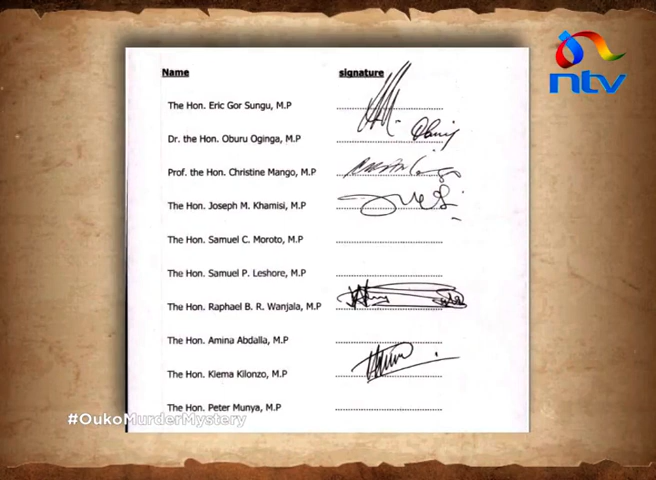 ntv
Name signature
The Hon. Eric Gor Sungu, M.P ..............................
Dr. the Hon. Oburu Oginga, M.P ..............................
Prof. the Hon. Christine Mango, M.P ..............................
The Hon. Joseph M. Khamisi, M.P ..............................
The Hon. Samuel C. Moroto, M.P ..............................
The Hon. Samuel P. Leshore, M.P ..............................
The Hon. Raphael B. R. Wanjala, M.P ..............................
The Hon. Amina Abdalla, M.P ..............................
The Hon. Kiema Kilonzo, M.P ..............................
The Hon. Peter Munya, M.P ..............................
#OukoMurderMystery